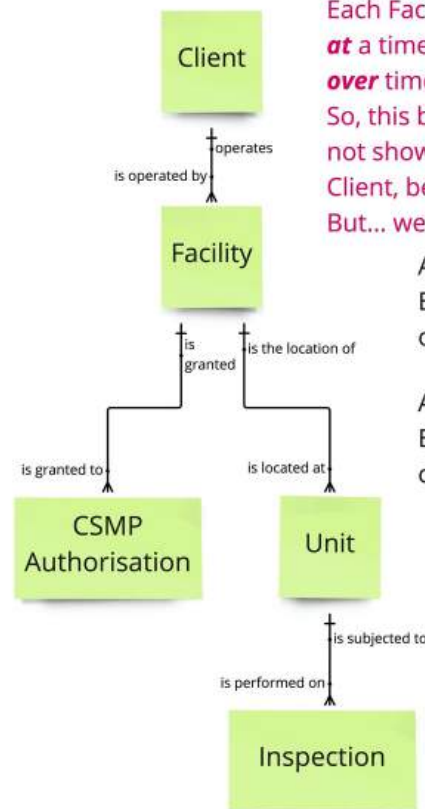 Client
Each Fac
at a time
over time
So, this b
not show
Client, be
But... we
operates
is operated by
Facility
A
E
o
A
E
o
is
granted
is the location of
is granted to
is located at
CSMP
Authorisation
Unit
is subjected to
is performed on
Inspection